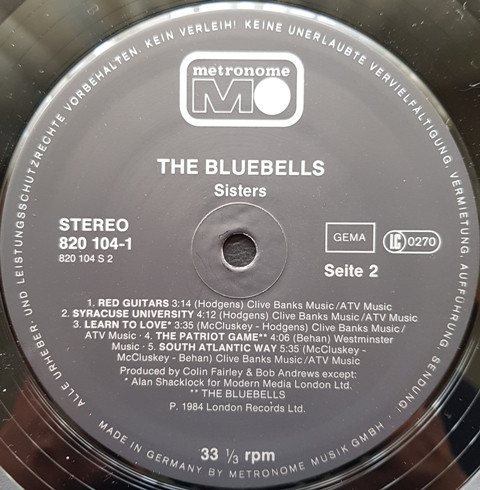 ALLE URHEBER- UND LEISTUNGSSCHUTZRECHTE VORBEHALTEN. KEIN VERLEIH! KEINE UNERLAUBTE VERVIELFÄLTIGUNG, VERMIETUNG, AUFFÜHRUNG, SENDUNG!
metronome
M
THE BLUEBELLS
Sisters
STEREO
820 104-1
820 104 S 2
GEMA
LC 0270
Seite 2
1. RED GUITARS 3:14 (Hodgens) Clive Banks Music/ATV Music
2. SYRACUSE UNIVERSITY 4:12 (Hodgens) Clive Banks Music/ATV Music
3. LEARN TO LOVE* 3:35 (McCluskey - Hodgens) Clive Banks Music/
ATV Music · 4. THE PATRIOT GAME** 4:06 (Behan) Westminster
Music · 5. SOUTH ATLANTIC WAY 5:35 (McCluskey -
McCluskey - Behan) Clive Banks Music/ATV Music
Produced by Colin Fairley & Bob Andrews except:
* Alan Shacklock for Modern Media London Ltd.
** THE BLUEBELLS
P. 1984 London Records Ltd.
33 1/3 rpm
· MADE IN GERMANY BY METRONOME MUSIK GMBH ·